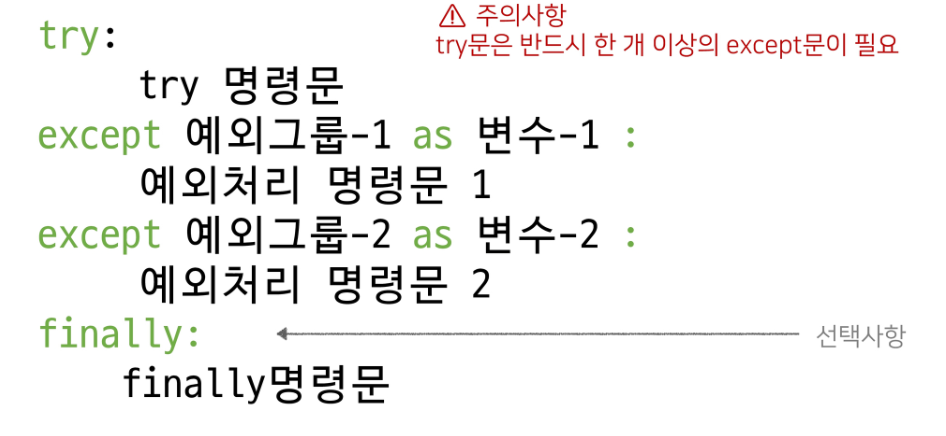 try:
⚠ 주의사항
try문은 반드시 한 개 이상의 except문이 필요
try 명령문
except 예외그룹-1 as 변수-1 :
예외처리 명령문 1
except 예외그룹-2 as 변수-2 :
예외처리 명령문 2
finally:
선택사항
finally명령문